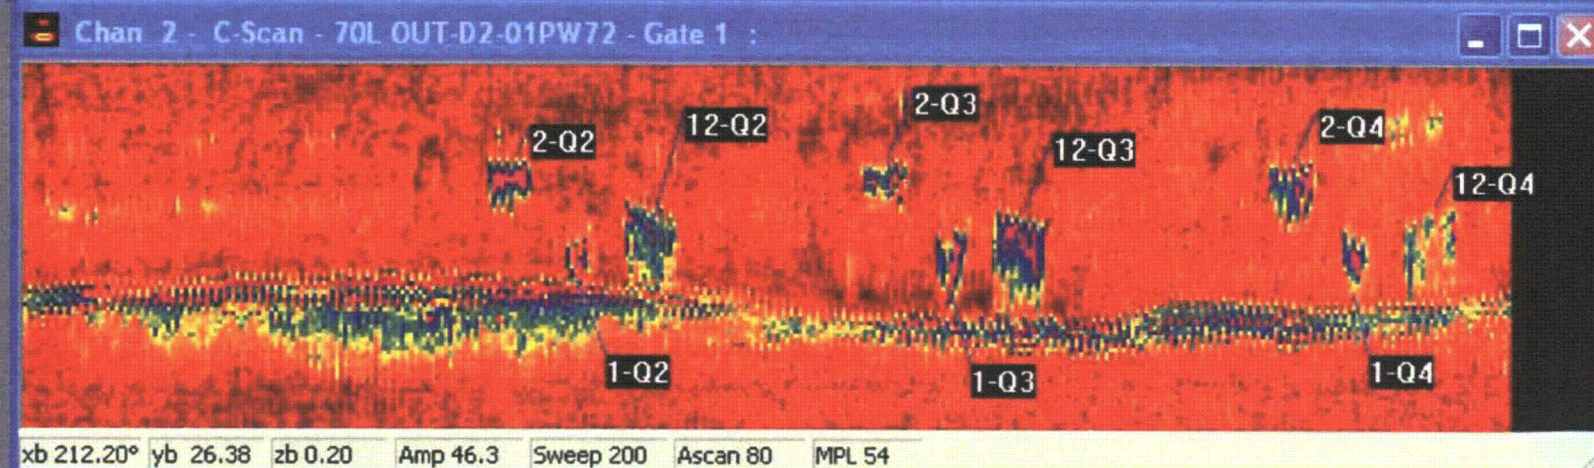 Chan 2 - C-Scan - 70L OUT-D2-01PW72 - Gate 1 :
2-Q2
12-Q2
2-Q3
12-Q3
2-Q4
12-Q4
1-Q2
1-Q3
1-Q4
xb 212.20° yb 26.38 zb 0.20 Amp 46.3 Sweep 200 Ascan 80 MPL 54